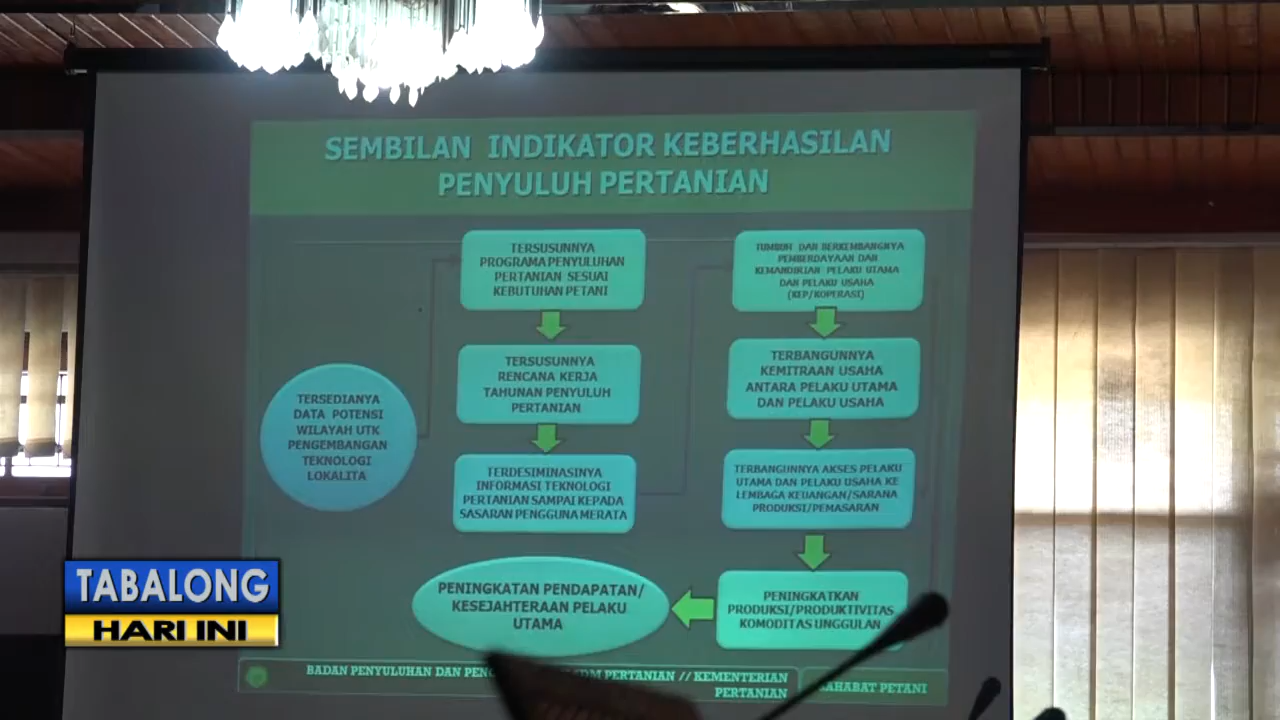 SEMBILAN INDIKATOR KEBERHASILAN
PENYULUH PERTANIAN
TERSEDIANYA
DATA POTENSI
WILAYAH UTK
PENGEMBANGAN
TEKNOLOGI
LOKALITA
TERSUSUNNYA
PROGRAMA PENYULUHAN
PERTANIAN SESUAI
KEBUTUHAN PETANI
TERSUSUNNYA
RENCANA KERJA
TAHUNAN PENYULUH
PERTANIAN
TERDESIMINASINYA
INFORMASI TEKNOLOGI
PERTANIAN SAMPAI KEPADA
SASARAN PENGGUNA MERATA
TUMBUH DAN BERKEMBANGNYA
PEMBERDAYAAN DAN
KEMANDIRIAN PELAKU UTAMA
DAN PELAKU USAHA
(KEP/KOPERASI)
TERBANGUNNYA
KEMITRAAN USAHA
ANTARA PELAKU UTAMA
DAN PELAKU USAHA
TERBANGUNNYA AKSES PELAKU
UTAMA DAN PELAKU USAHA KE
LEMBAGA KEUANGAN/SARANA
PRODUKSI/PEMASARAN
PENINGKATKAN
PRODUKSI/PRODUKTIVITAS
KOMODITAS UNGGULAN
PENINGKATAN PENDAPATAN/
KESEJAHTERAAN PELAKU
UTAMA
BADAN PENYULUHAN DAN SDM PERTANIAN // KEMENTERIAN
PERTANIAN
PETANI
TABALONG
HARI INI